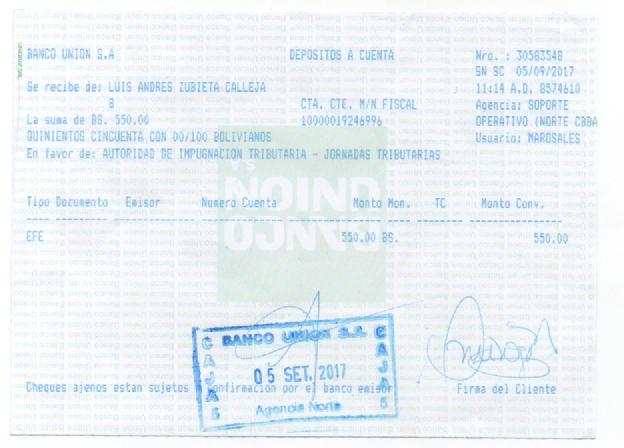 BANCO UNION S.A DEPOSITOS A CUENTA Nro. : 30583548
SN SC 05/09/2017
Se recibe de: LUIS ANDRES ZUBIETA CALLEJA 11:14 A.D. 8574610
8 CTA. CTE. M/N FISCAL Agencia: SOPORTE
La suma de BS. 550.00 10000019246996 OPERATIVO (NORTE CBBA
QUINIENTOS CINCUENTA CON 00/100 BOLIVIANOS Usuario: MAROSALES
En favor de: AUTORIDAD DE IMPUGNACION TRIBUTARIA - JORNADAS TRIBUTARIAS
BANCO UNION S.A
Tipo Documento Emisor Numero Cuenta Monto Mon. TC Monto Conv.
EFE 550.00 BS. 550.00
BANCO UNION S.A.
CAJA 5 CAJA 5
05 SET. 2017
Agencia Norte
Cheques ajenos estan sujetos confirmacion por el banco emisor Firma del Cliente